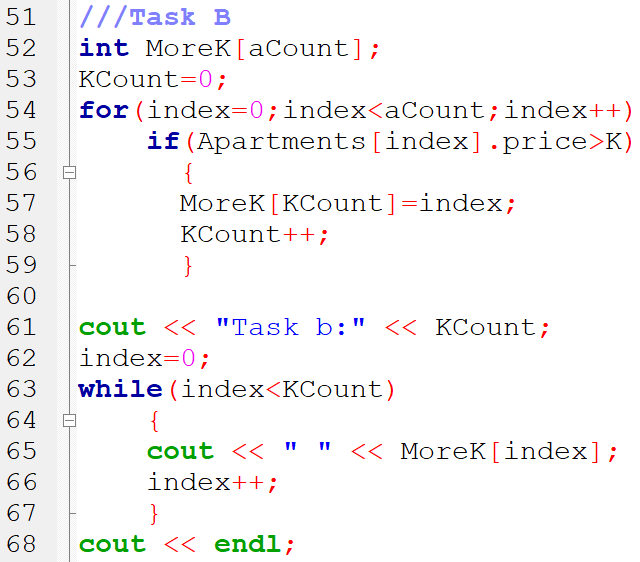 51 ///Task B
52 int MoreK[aCount];
53 KCount=0;
54 for(index=0;index<aCount;index++)
55     if(Apartments[index].price>K)
56       {
57       MoreK[KCount]=index;
58       KCount++;
59       }
60
61 cout << "Task b:" << KCount;
62 index=0;
63 while(index<KCount)
64     {
65     cout << " " << MoreK[index];
66     index++;
67     }
68 cout << endl;